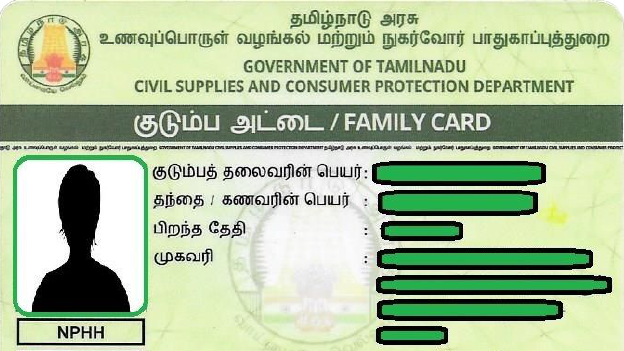 தமிழ்நாடு அரசு
உணவுப்பொருள் வழங்கல் மற்றும் நுகர்வோர் பாதுகாப்புத்துறை
GOVERNMENT OF TAMILNADU
CIVIL SUPPLIES AND CONSUMER PROTECTION DEPARTMENT
குடும்ப அட்டை / FAMILY CARD
குடும்பத் தலைவரின் பெயர் :
தந்தை / கணவரின் பெயர் :
பிறந்த தேதி :
முகவரி :
NPHH